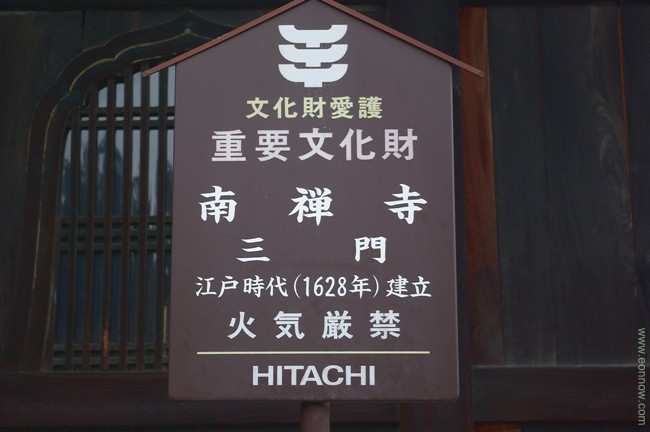 文化財愛護
重要文化財
南禅寺
三門
江戸時代(1628年)建立
火気厳禁
HITACHI
www.eonnow.com